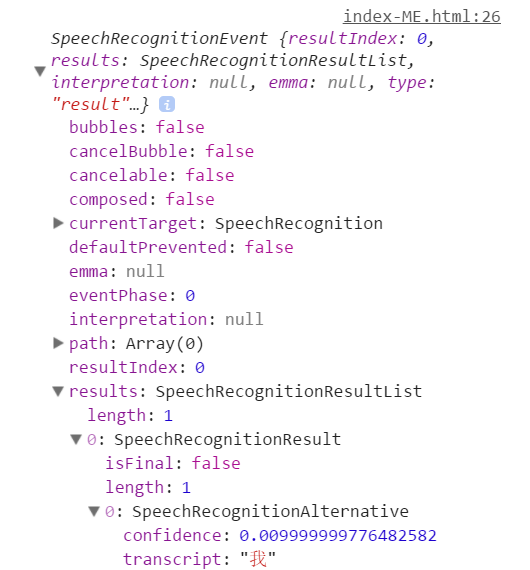 index-ME.html:26
SpeechRecognitionEvent {resultIndex: 0,
results: SpeechRecognitionResultList,
interpretation: null, emma: null, type:
"result"…}
bubbles: false
cancelBubble: false
cancelable: false
composed: false
currentTarget: SpeechRecognition
defaultPrevented: false
emma: null
eventPhase: 0
interpretation: null
path: Array(0)
resultIndex: 0
results: SpeechRecognitionResultList
length: 1
0: SpeechRecognitionResult
isFinal: false
length: 1
0: SpeechRecognitionAlternative
confidence: 0.009999999776482582
transcript: "我"